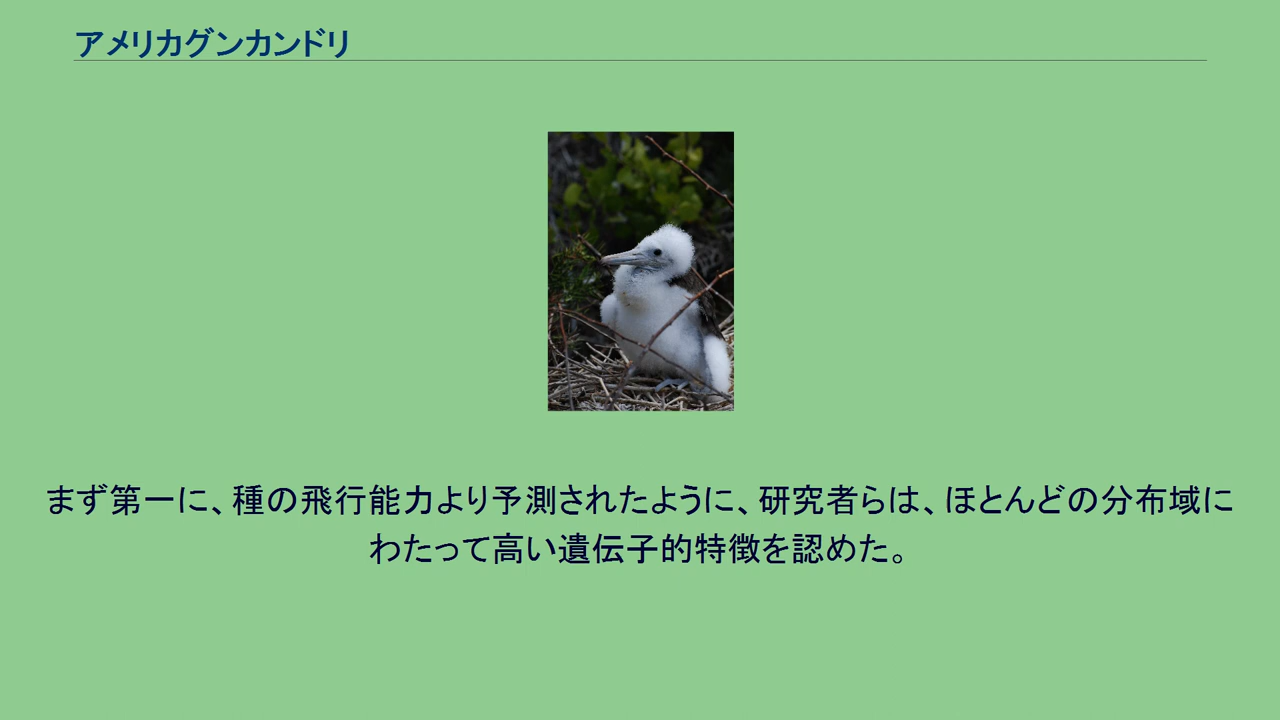 アメリカグンカンドリ
まず第一に、種の飛行能力より予測されたように、研究者らは、ほとんどの分布域に
わたって高い遺伝子的特徴を認めた。